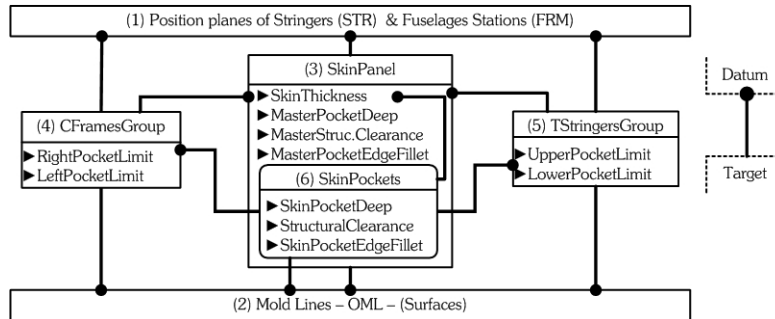 (1) Position planes of Stringers (STR) & Fuselages Stations (FRM)
(3) SkinPanel
▶SkinThickness
▶MasterPocketDeep
▶MasterStruc.Clearance
▶MasterPocketEdgeFillet
(4) CFramesGroup
▶RightPocketLimit
▶LeftPocketLimit
(6) SkinPockets
▶SkinPocketDeep
▶StructuralClearance
▶SkinPocketEdgeFillet
(5) TStringersGroup
▶UpperPocketLimit
▶LowerPocketLimit
Datum
Target
(2) Mold Lines – OML – (Surfaces)